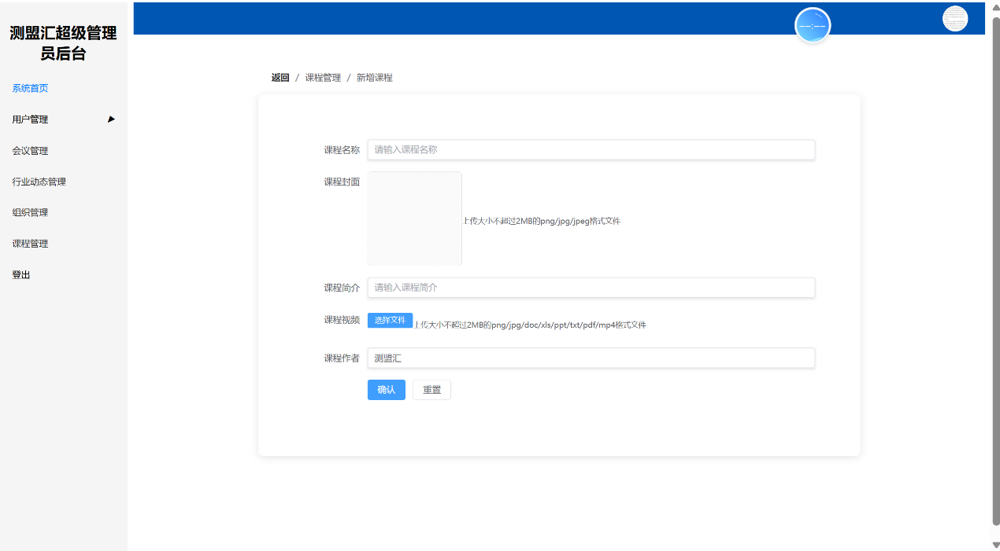 测盟汇超级管理
员后台
系统首页
用户管理
会议管理
行业动态管理
组织管理
课程管理
登出
返回 / 课程管理 / 新增课程
课程名称 请输入课程名称
课程封面
上传大小不超过2MB的png/jpg/jpeg格式文件
课程简介 请输入课程简介
课程视频 选择文件 上传大小不超过2MB的png/jpg/doc/xls/ppt/txt/pdf/mp4格式文件
课程作者 测盟汇
确认 重置